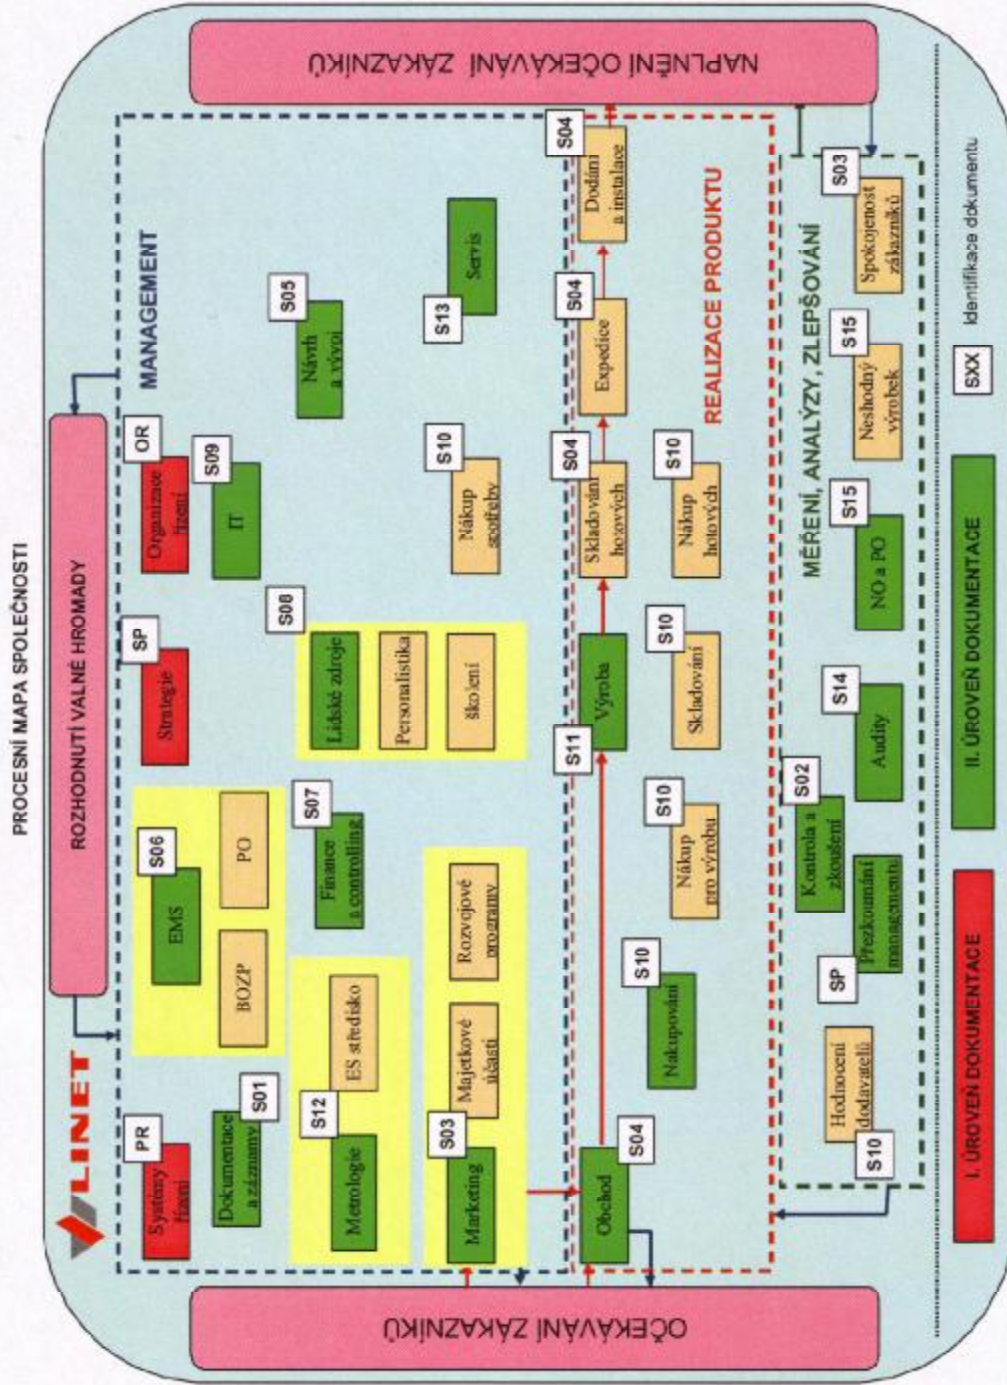 PROCESNÍ MAPA SPOLEČNOSTI
LINET
ROZHODNUTÍ VALNÉ HROMADY
OČEKÁVÁNÍ ZÁKAZNÍKŮ
NAPLNĚNÍ OČEKÁVÁNÍ ZÁKAZNÍKŮ
MANAGEMENT
PR
Systémy
řízení
S06
EMS
BOZP
PO
SP
Strategie
OR
Organizace
řízení
S01
Dokumentace
a záznamy
S09
IT
S12
Metrologie
ES středisko
S07
Finance
a controlling
S08
Lidské zdroje
Personalistika
školení
S05
Návrh
a vývoj
S03
Marketing
Majetkové
účasti
Rozvojové
programy
S10
Nákup
spotřeby
S13
Servis
S04
Obchod
S11
Výroba
S04
Skladování
hotových
S04
Expedice
S04
Dodání
a instalace
S10
Nakupování
S10
Nákup
pro výrobu
S10
Skladování
S10
Nákup
hotových
REALIZACE PRODUKTU
MĚŘENÍ, ANALÝZY, ZLEPŠOVÁNÍ
S10
Hodnocení
dodavatelů
SP
Přezkoumání
managementu
S02
Kontrola a
zkoušení
S14
Audity
S15
NO a PO
S15
Neshodný
výrobek
S03
Spokojenost
zákazníků
I. ÚROVEŇ DOKUMENTACE
II. ÚROVEŇ DOKUMENTACE
SXX
Identifikace dokumentu